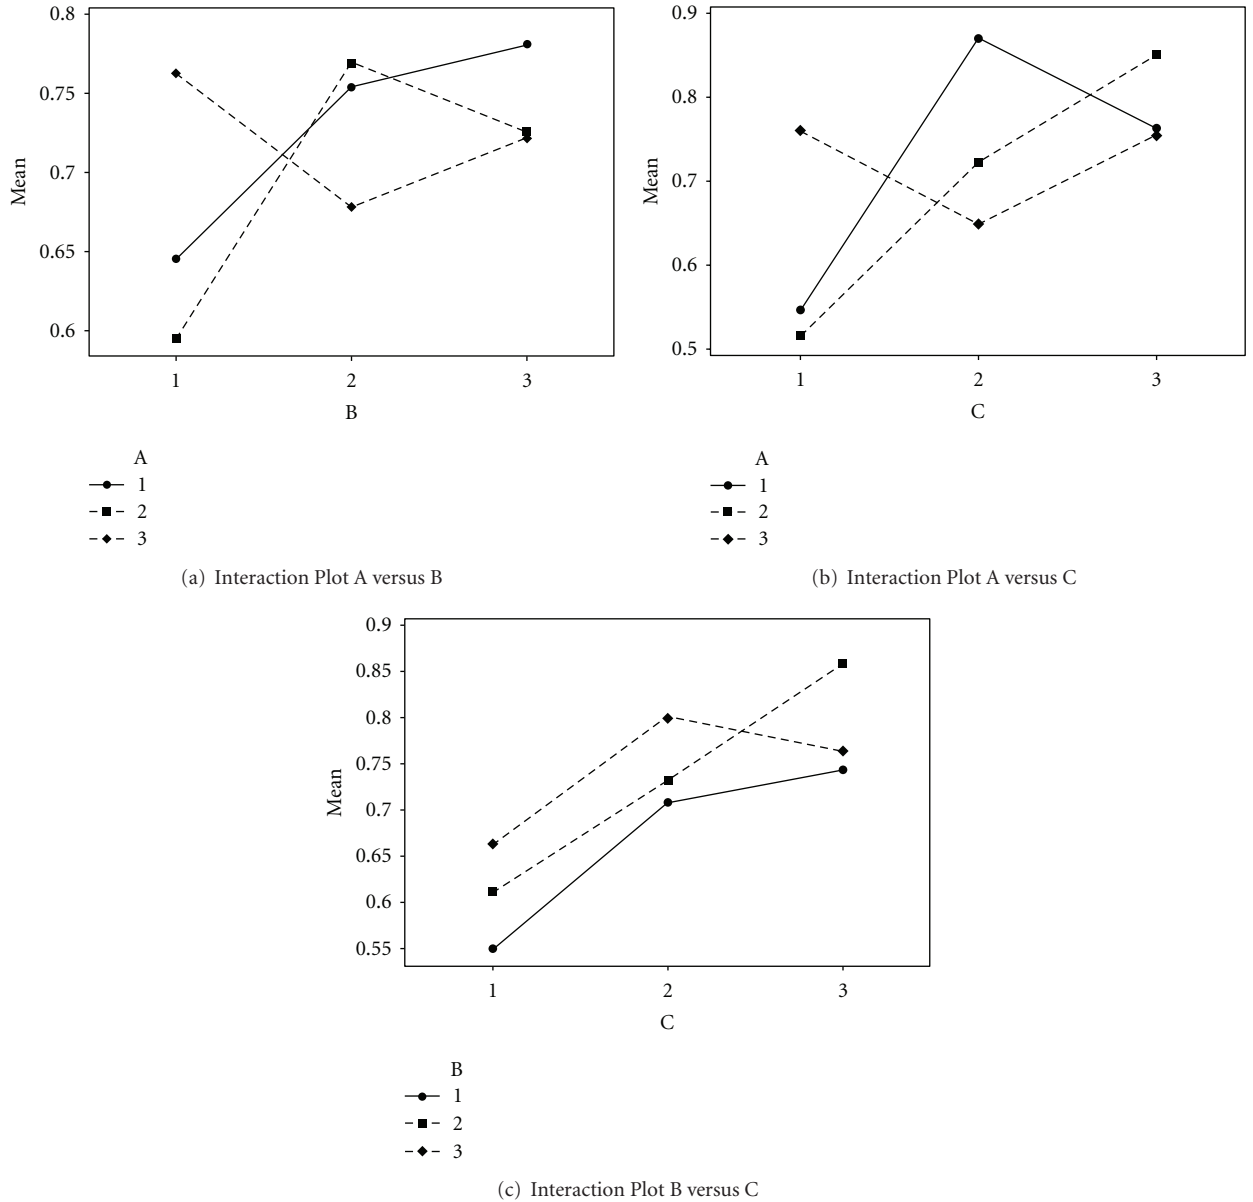 0.8
0.75
0.7
0.65
0.6
Mean
1 2 3
B
A
1
2
3
(a) Interaction Plot A versus B
0.9
0.8
0.7
0.6
0.5
Mean
1 2 3
C
A
1
2
3
(b) Interaction Plot A versus C
0.9
0.85
0.8
0.75
0.7
0.65
0.6
0.55
Mean
1 2 3
C
B
1
2
3
(c) Interaction Plot B versus C